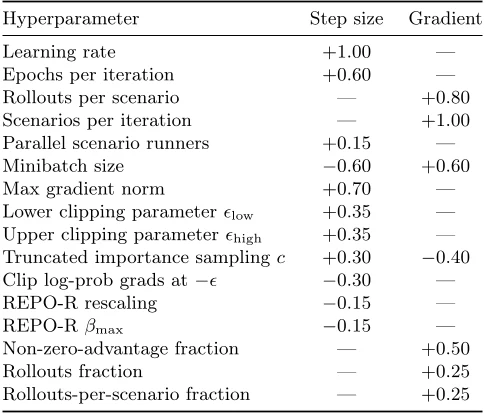 Hyperparameter Step size Gradient
Learning rate +1.00 —
Epochs per iteration +0.60 —
Rollouts per scenario — +0.80
Scenarios per iteration — +1.00
Parallel scenario runners +0.15 —
Minibatch size −0.60 +0.60
Max gradient norm +0.70 —
Lower clipping parameter ϵlow +0.35 —
Upper clipping parameter ϵhigh +0.35 —
Truncated importance sampling c +0.30 −0.40
Clip log-prob grads at −ϵ −0.30 —
REPO-R rescaling −0.15 —
REPO-R βmax −0.15 —
Non-zero-advantage fraction — +0.50
Rollouts fraction — +0.25
Rollouts-per-scenario fraction — +0.25